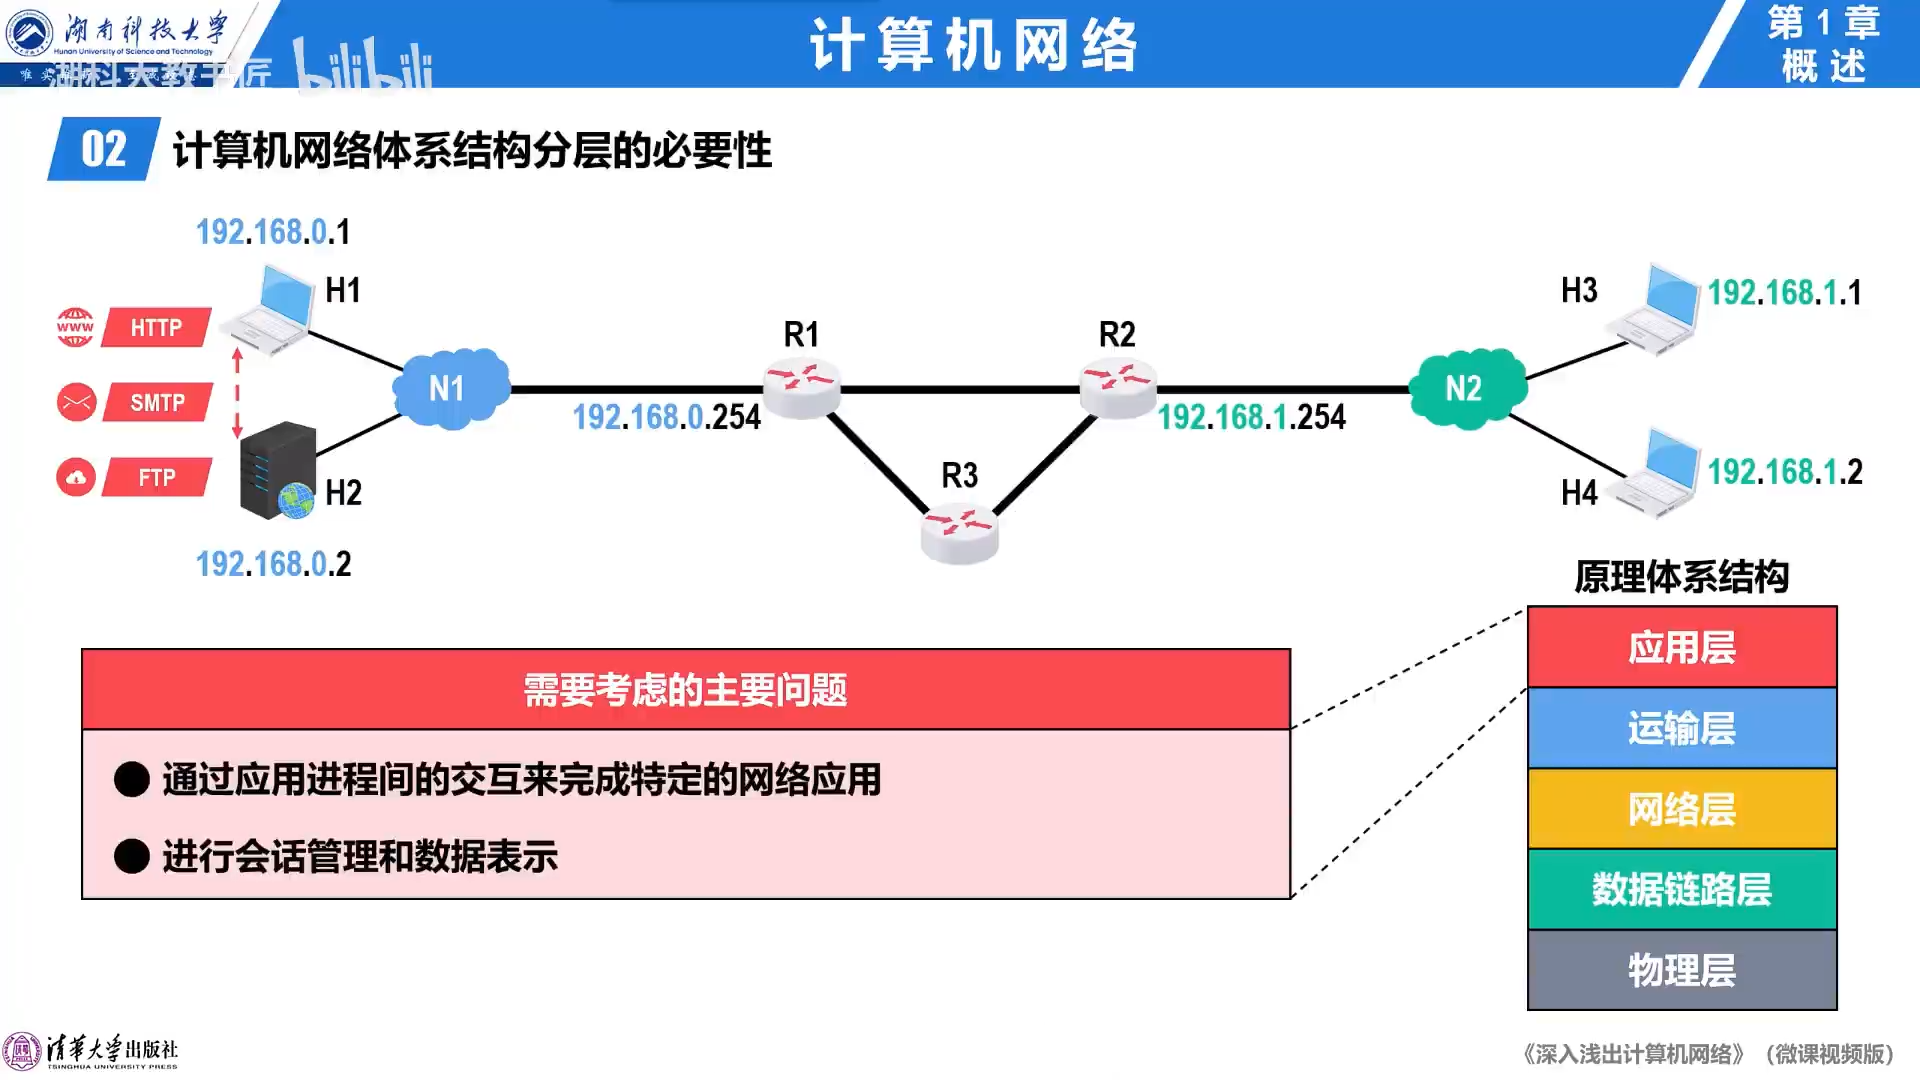 湖南科技大学
Hunan University of Science and Technology
湖科大教书匠 bilibili
计算机网络
第 1 章
概述
02 计算机网络体系结构分层的必要性
192.168.0.1
H1
WWW HTTP
SMTP
FTP
H2
192.168.0.2
N1
192.168.0.254
R1
R2
R3
192.168.1.254
N2
H3
192.168.1.1
H4
192.168.1.2
原理体系结构
应用层
运输层
网络层
数据链路层
物理层
需要考虑的主要问题
● 通过应用进程间的交互来完成特定的网络应用
● 进行会话管理和数据表示
清华大学出版社
TSINGHUA UNIVERSITY PRESS
《深入浅出计算机网络》（微课视频版）